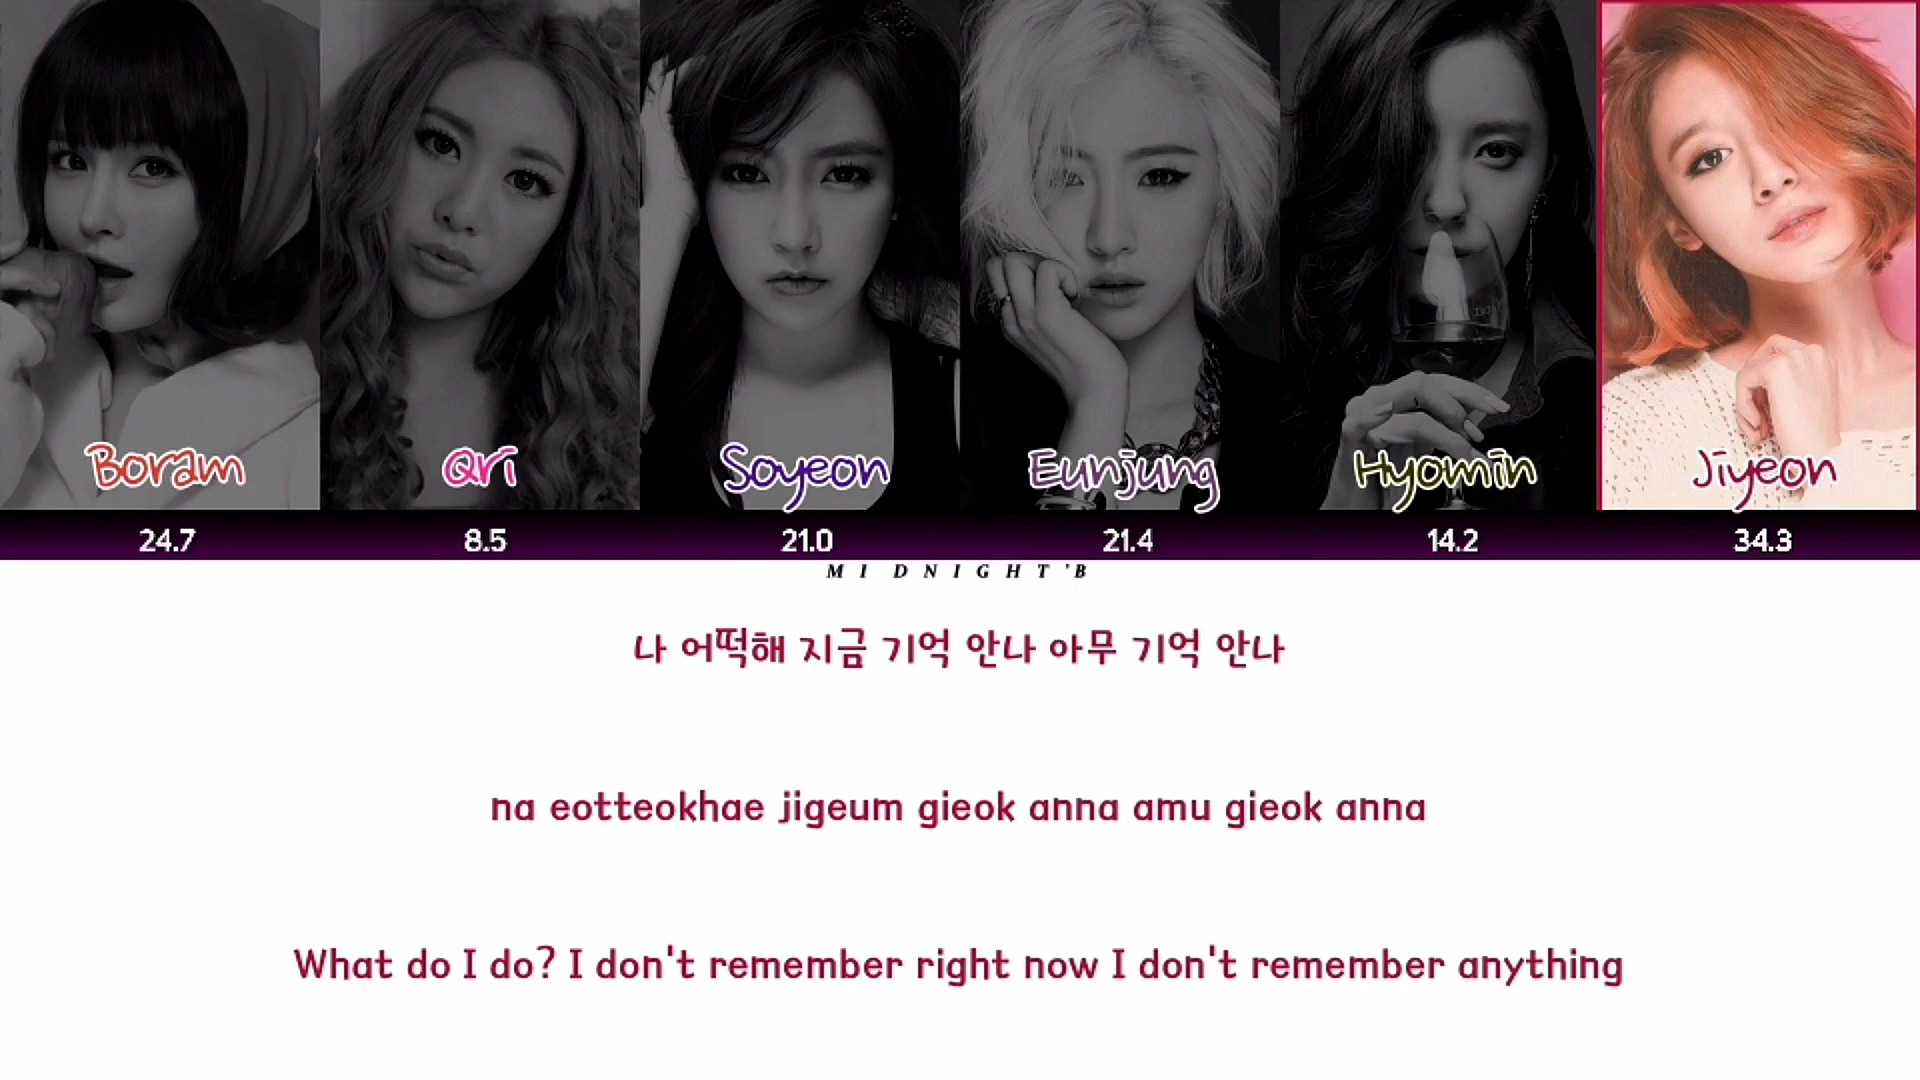 Boram Qri Soyeon Eunjung Hyomin Jiyeon
24.7 8.5 21.0 21.4 14.2 34.3
MIDNIGHT'B
나 어떡해 지금 기억 안나 아무 기억 안나
na eotteokhae jigeum gieok anna amu gieok anna
What do I do? I don't remember right now I don't remember anything